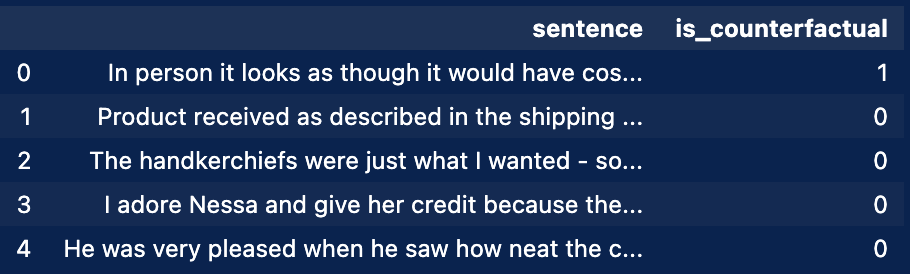 sentence is_counterfactual
0 In person it looks as though it would have cos... 1
1 Product received as described in the shipping ... 0
2 The handkerchiefs were just what I wanted - so... 0
3 I adore Nessa and give her credit because the... 0
4 He was very pleased when he saw how neat the c... 0